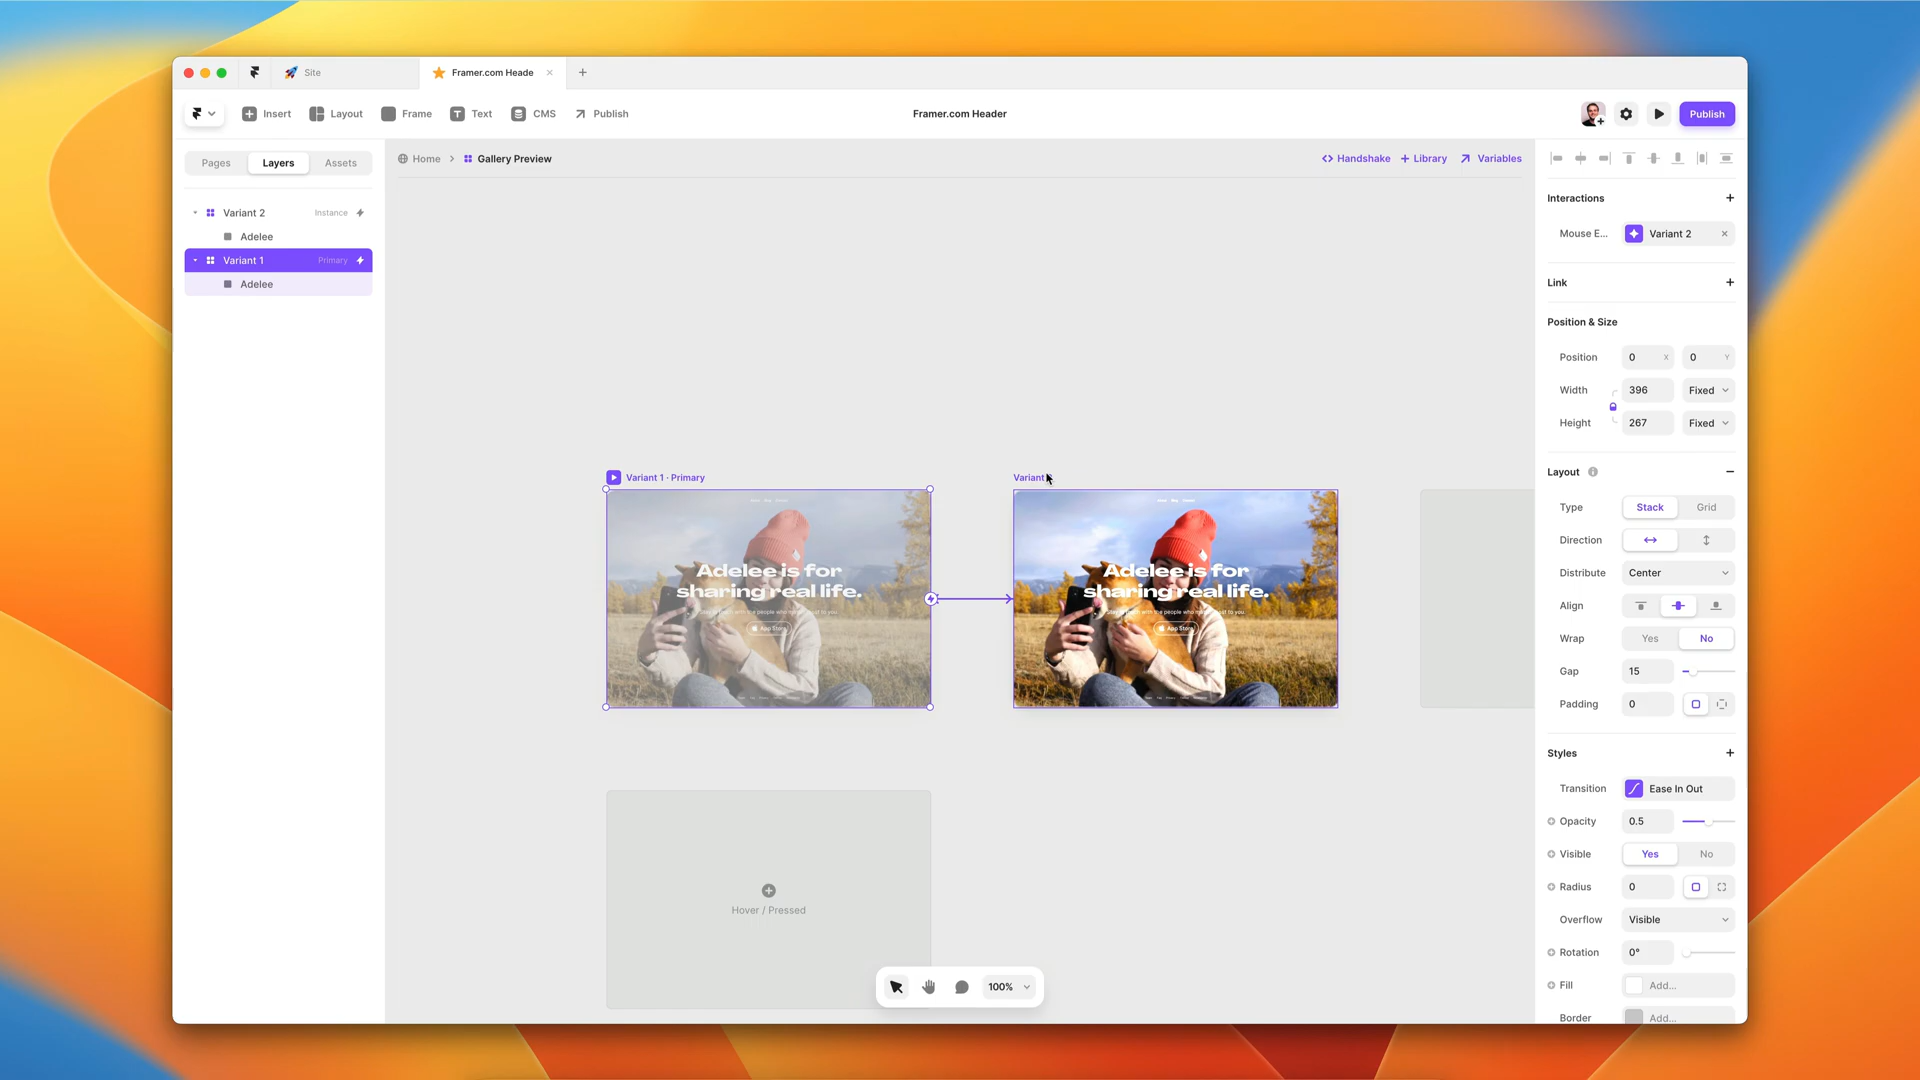 Site
Framer.com Heade
Insert
Layout
Frame
Text
CMS
Publish
Framer.com Header
Publish
Pages
Layers
Assets
Home
Gallery Preview
Handshake
Library
Variables
Variant 2
Instance
Adelee
Variant 1
Primary
Adelee
Variant 1 · Primary
Adelee is for
sharing real life.
App Store
Variant
Adelee is for
sharing real life.
App Store
Hover / Pressed
100%
Interactions
Mouse E...
Variant 2
Link
Position & Size
Position
0
X
0
Y
Width
396
Fixed
Height
267
Fixed
Layout
Type
Stack
Grid
Direction
Distribute
Center
Align
Wrap
Yes
No
Gap
15
Padding
0
Styles
Transition
Ease In Out
Opacity
0.5
Visible
Yes
No
Radius
0
Overflow
Visible
Rotation
0°
Fill
Add...
Border
Add...